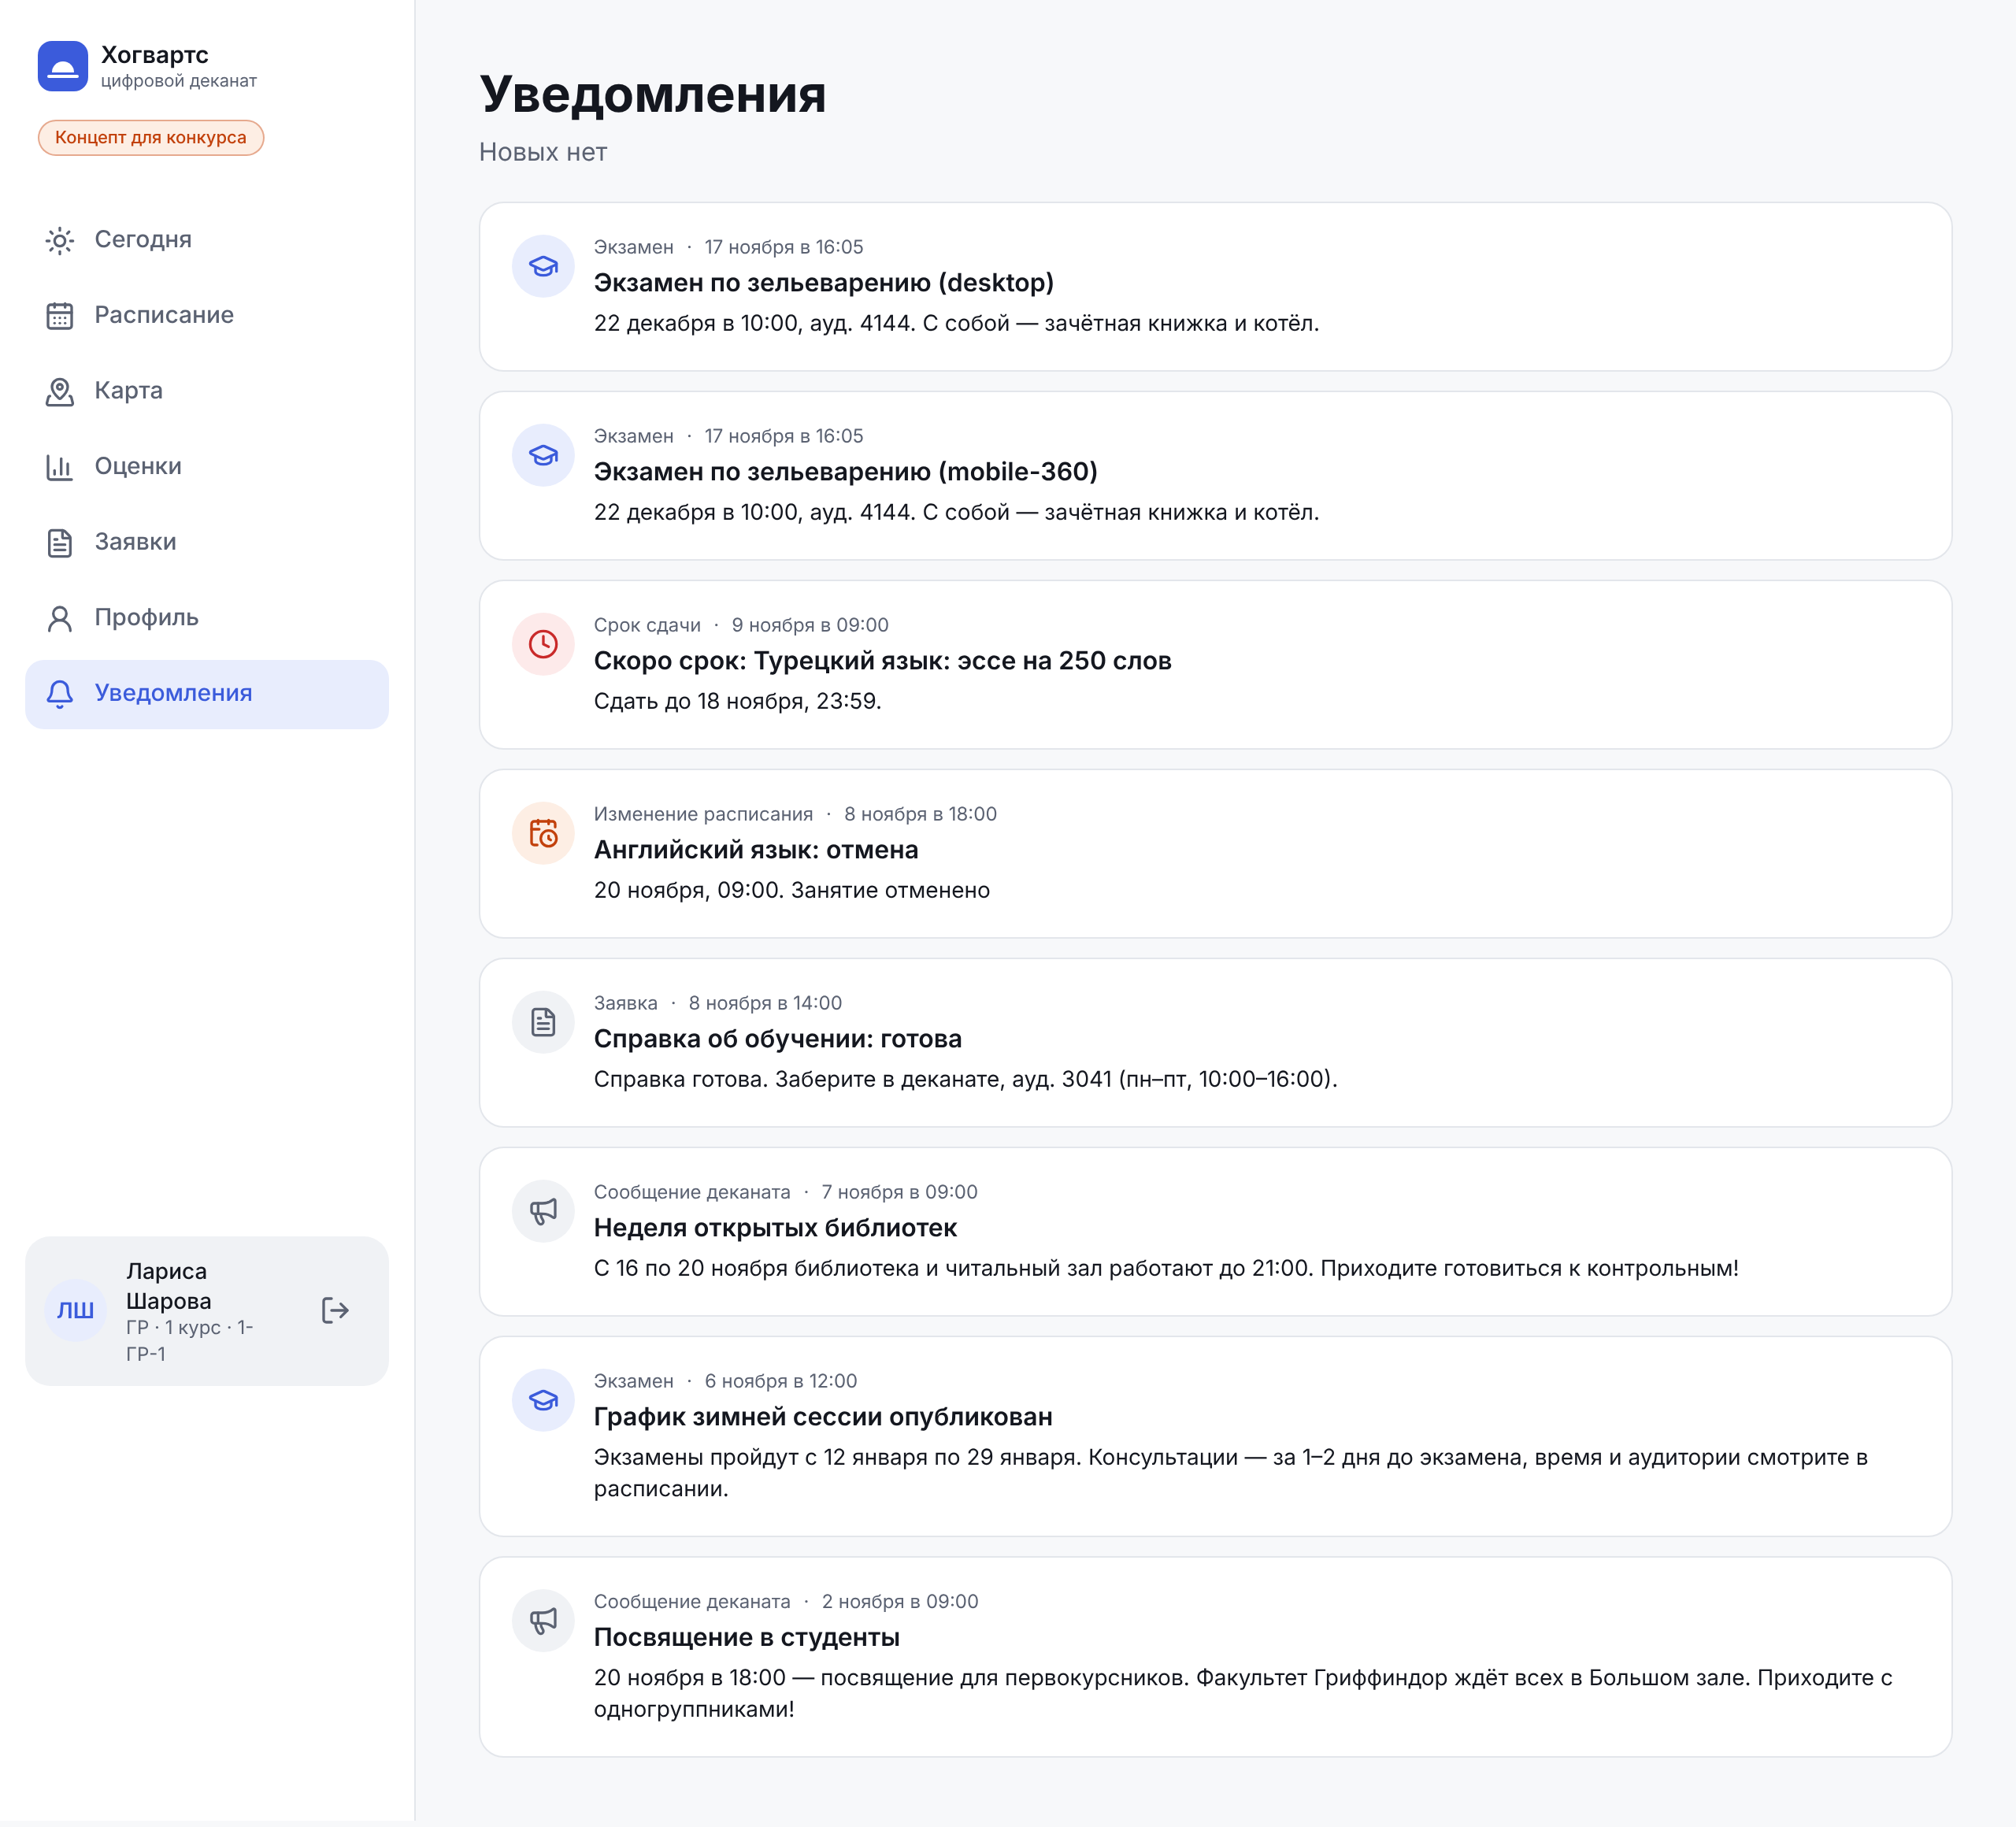 Хогвартс
цифровой деканат
Концепт для конкурса
Сегодня
Расписание
Карта
Оценки
Заявки
Профиль
Уведомления
ЛШ
Лариса
Шарова
ГР · 1 курс · 1-
ГР-1
Уведомления
Новых нет
Экзамен · 17 ноября в 16:05
Экзамен по зельеварению (desktop)
22 декабря в 10:00, ауд. 4144. С собой — зачётная книжка и котёл.
Экзамен · 17 ноября в 16:05
Экзамен по зельеварению (mobile-360)
22 декабря в 10:00, ауд. 4144. С собой — зачётная книжка и котёл.
Срок сдачи · 9 ноября в 09:00
Скоро срок: Турецкий язык: эссе на 250 слов
Сдать до 18 ноября, 23:59.
Изменение расписания · 8 ноября в 18:00
Английский язык: отмена
20 ноября, 09:00. Занятие отменено
Заявка · 8 ноября в 14:00
Справка об обучении: готова
Справка готова. Заберите в деканате, ауд. 3041 (пн–пт, 10:00–16:00).
Сообщение деканата · 7 ноября в 09:00
Неделя открытых библиотек
С 16 по 20 ноября библиотека и читальный зал работают до 21:00. Приходите готовиться к контрольным!
Экзамен · 6 ноября в 12:00
График зимней сессии опубликован
Экзамены пройдут с 12 января по 29 января. Консультации — за 1–2 дня до экзамена, время и аудитории смотрите в
расписании.
Сообщение деканата · 2 ноября в 09:00
Посвящение в студенты
20 ноября в 18:00 — посвящение для первокурсников. Факультет Гриффиндор ждёт всех в Большом зале. Приходите с
одногруппниками!